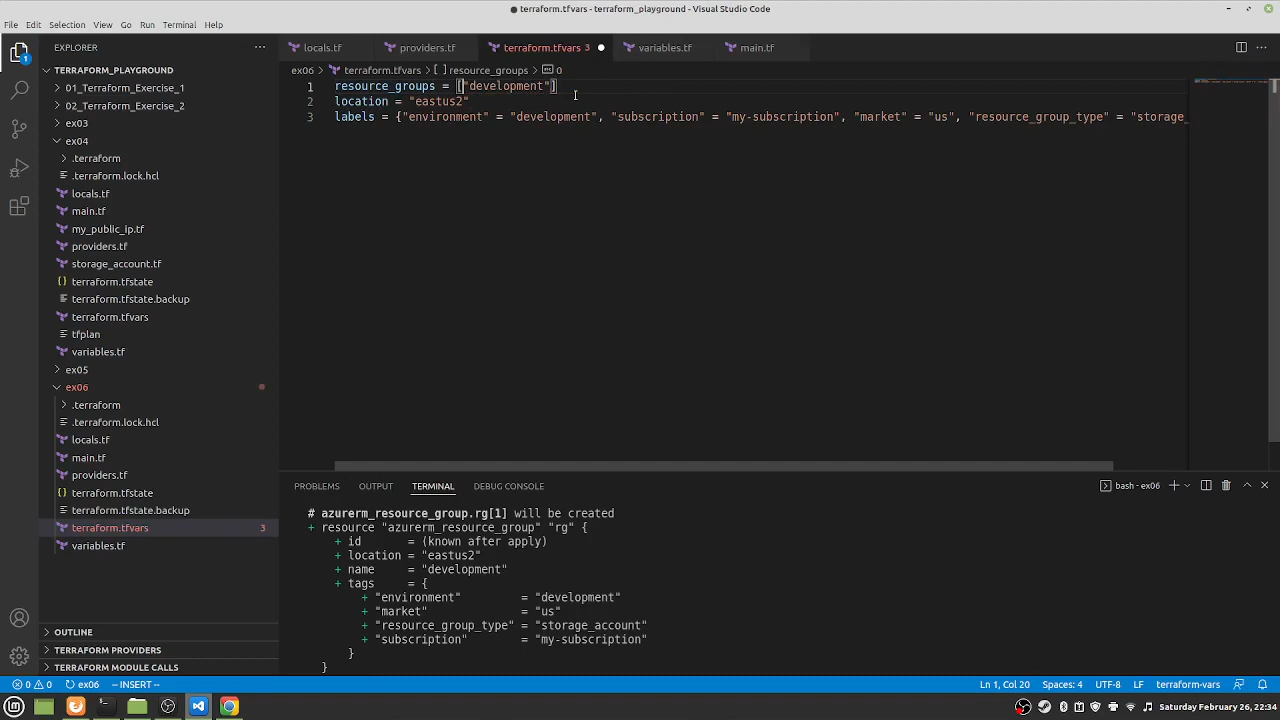 ● terraform.tfvars - terraform_playground - Visual Studio Code
File Edit Selection View Go Run Terminal Help
EXPLORER ...
locals.tf providers.tf terraform.tfvars 3 ● variables.tf main.tf
ex06 > terraform.tfvars > [ ] resource_groups > 0
TERRAFORM_PLAYGROUND
01_Terraform_Exercise_1
02_Terraform_Exercise_2
ex03
ex04
.terraform
.terraform.lock.hcl
locals.tf
main.tf
my_public_ip.tf
providers.tf
storage_account.tf
terraform.tfstate
terraform.tfstate.backup
terraform.tfvars
tfplan
variables.tf
ex05
ex06
.terraform
.terraform.lock.hcl
locals.tf
main.tf
providers.tf
terraform.tfstate
terraform.tfstate.backup
terraform.tfvars 3
variables.tf
OUTLINE
TERRAFORM PROVIDERS
TERRAFORM MODULE CALLS
1
1 resource_groups = ["development"]
2 location = "eastus2"
3 labels = {"environment" = "development", "subscription" = "my-subscription", "market" = "us", "resource_group_type" = "storage_
PROBLEMS OUTPUT TERMINAL DEBUG CONSOLE
bash - ex06
# azurerm_resource_group.rg[1] will be created
+ resource "azurerm_resource_group" "rg" {
+ id = (known after apply)
+ location = "eastus2"
+ name = "development"
+ tags = {
+ "environment" = "development"
+ "market" = "us"
+ "resource_group_type" = "storage_account"
+ "subscription" = "my-subscription"
}
}
0 0 ex06 -- INSERT -- Ln 1, Col 20 Spaces: 4 UTF-8 LF terraform-vars
Saturday February 26, 22:34